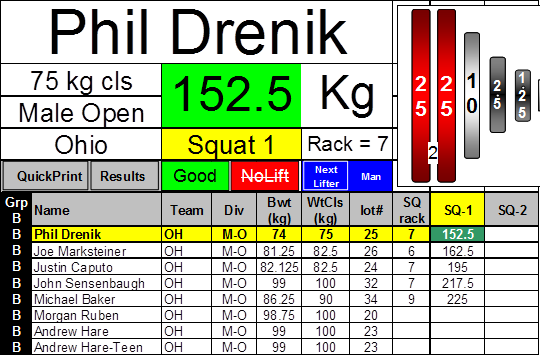 Phil Drenik
75 kg cls
152.5
Kg
Male Open
Ohio
Squat 1
Rack = 7
25
25
2
10
2.5
1.25
QuickPrint
Results
Good
NoLift
Next Lifter
Man
Grp B Name Team Div Bwt (kg) WtCls (kg) lot# SQ rack SQ-1 SQ-2
B Phil Drenik OH M-O 74 75 25 7 152.5
B Joe Marksteiner OH M-O 81.25 82.5 26 6 162.5
B Justin Caputo OH M-O 82.125 82.5 24 7 195
B John Sensenbaugh OH M-O 99 100 32 7 217.5
B Michael Baker OH M-O 86.25 90 34 9 225
B Morgan Ruben OH M-O 98.75 100 20
B Andrew Hare OH M-O 99 100 23
B Andrew Hare-Teen OH M-O 99 100 23